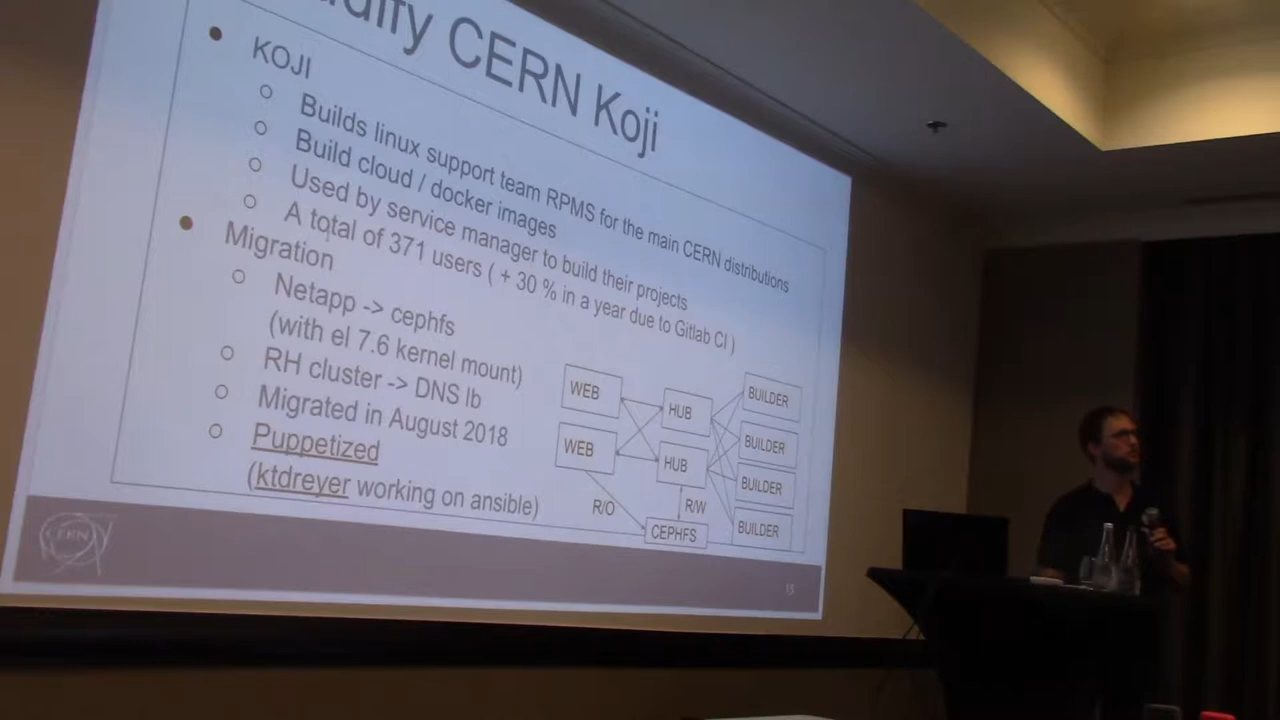 CERN Koji
KOJI
Builds linux support team RPMS for the main CERN distributions
Build cloud / docker images
Used by service manager to build their projects
A total of 371 users ( + 30 % in a year due to Gitlab CI )
Migration
Netapp -> cephfs
(with el 7.6 kernel mount)
RH cluster -> DNS lb
Migrated in August 2018
Puppetized
(ktdreyer working on ansible)
WEB
WEB
HUB
HUB
BUILDER
BUILDER
BUILDER
BUILDER
R/O
R/W
CEPHFS
CERN
15